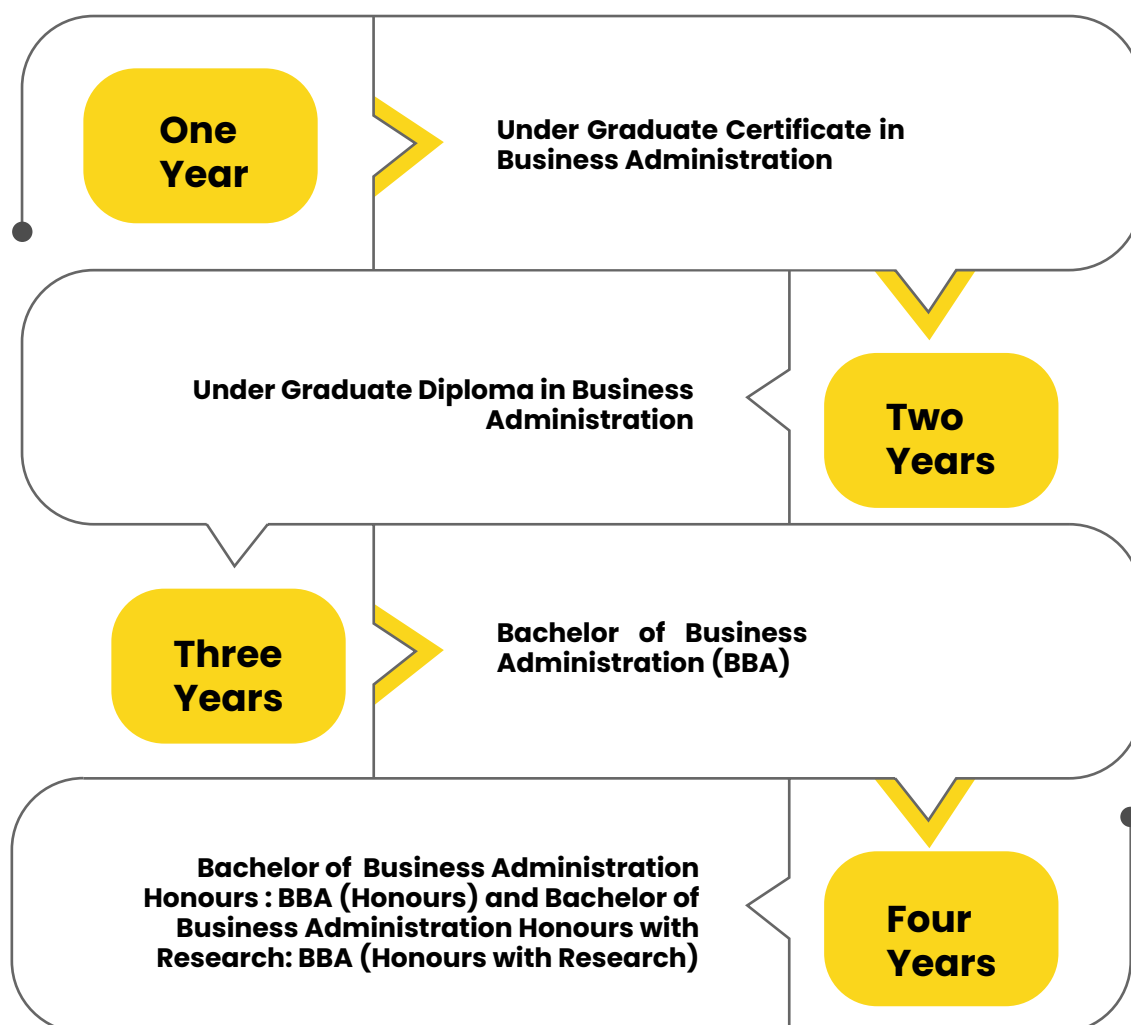 One
Year
Under Graduate Certificate in
Business Administration
Under Graduate Diploma in Business
Administration
Two
Years
Three
Years
Bachelor of Business
Administration (BBA)
Bachelor of Business Administration
Honours : BBA (Honours) and Bachelor of
Business Administration Honours with
Research: BBA (Honours with Research)
Four
Years